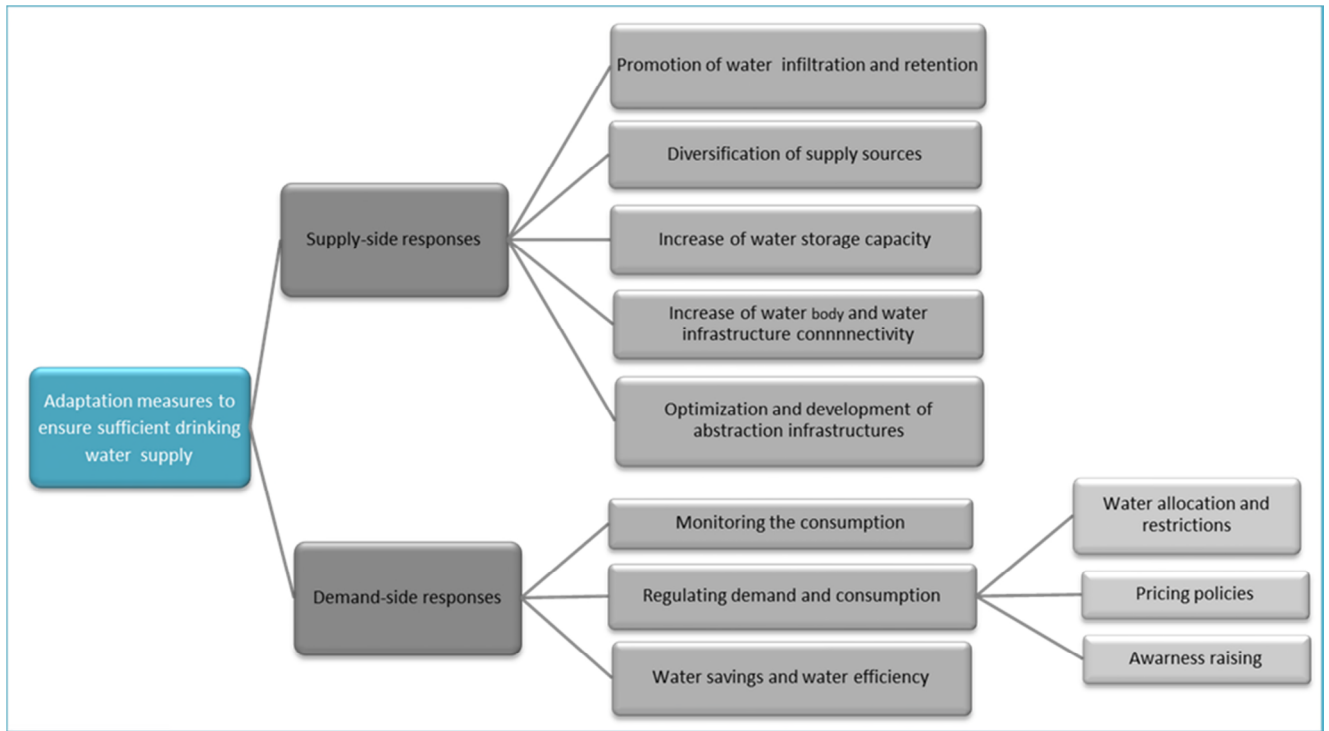 Promotion of water infiltration and retention
Diversification of supply sources
Supply-side responses
Increase of water storage capacity
Increase of water body and water
infrastructure connnnectivity
Adaptation measures to
ensure sufficient drinking
water supply
Optimization and development of
abstraction infrastructures
Monitoring the consumption
Water allocation and
restrictions
Demand-side responses
Regulating demand and consumption
Pricing policies
Awarness raising
Water savings and water efficiency